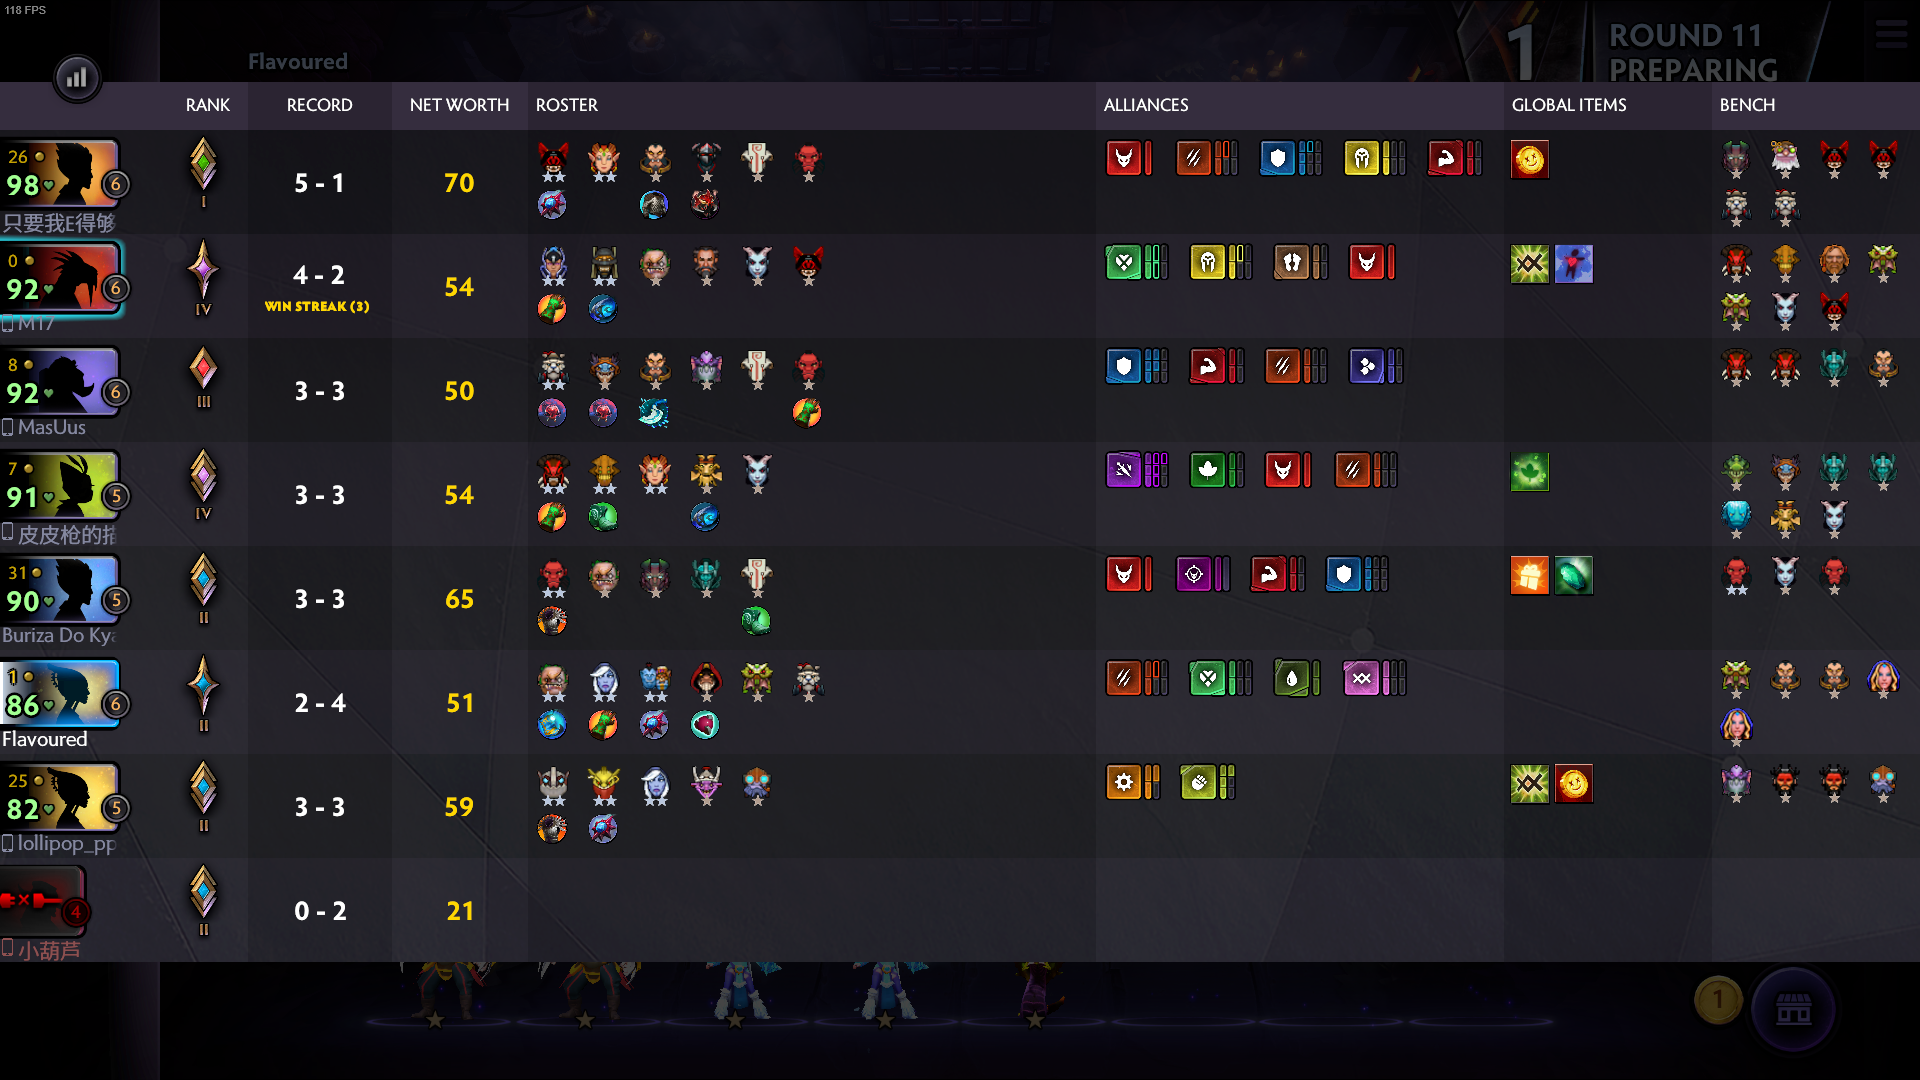 118 FPS
Flavoured
1
ROUND 11
PREPARING
RANK
RECORD
NET WORTH
ROSTER
ALLIANCES
GLOBAL ITEMS
BENCH
26
98
6
只要我E得够
I
5 - 1
70
0
92
6
M17
IV
4 - 2
WIN STREAK (3)
54
8
92
6
MasUus
III
3 - 3
50
7
91
5
皮皮枪的
IV
3 - 3
54
31
90
5
Buriza Do Ky
II
3 - 3
65
1
86
6
Flavoured
II
2 - 4
51
25
82
5
lollipop_pp
II
3 - 3
59
4
小葫芦
II
0 - 2
21
1